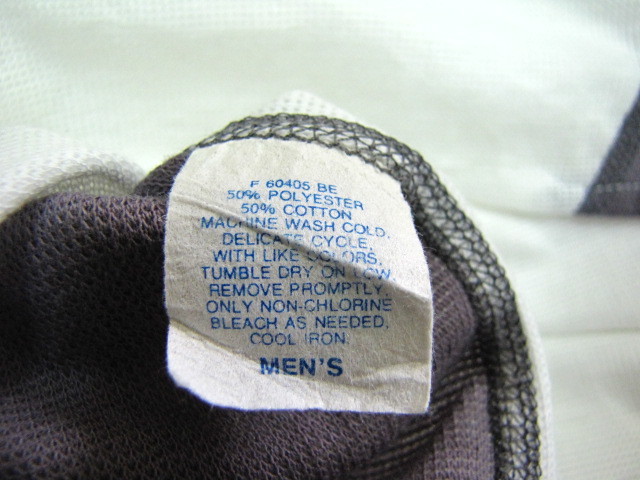 F 60405 BE
50% POLYESTER
50% COTTON
MACHINE WASH COLD,
DELICATE CYCLE,
WITH LIKE COLORS,
TUMBLE DRY ON LOW,
REMOVE PROMPTLY,
ONLY NON-CHLORINE
BLEACH AS NEEDED,
COOL IRON.
MEN'S